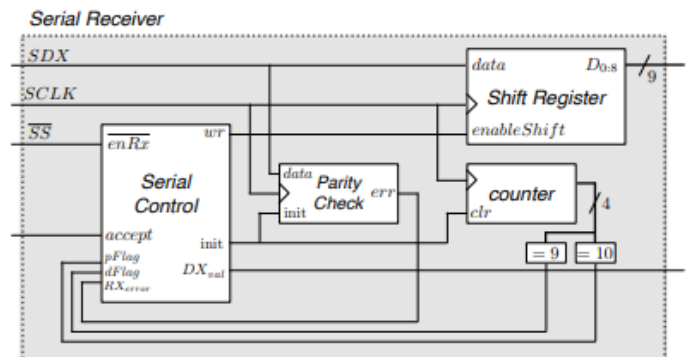 Serial Receiver
SDX
SCLK
SS
enRx
wr
Serial
Control
accept
init
pFlag
dFlag
RXerror
DXval
data
D0:8
Shift Register
enableShift
9
data
Parity
Check
err
init
counter
clr
4
= 9
= 10